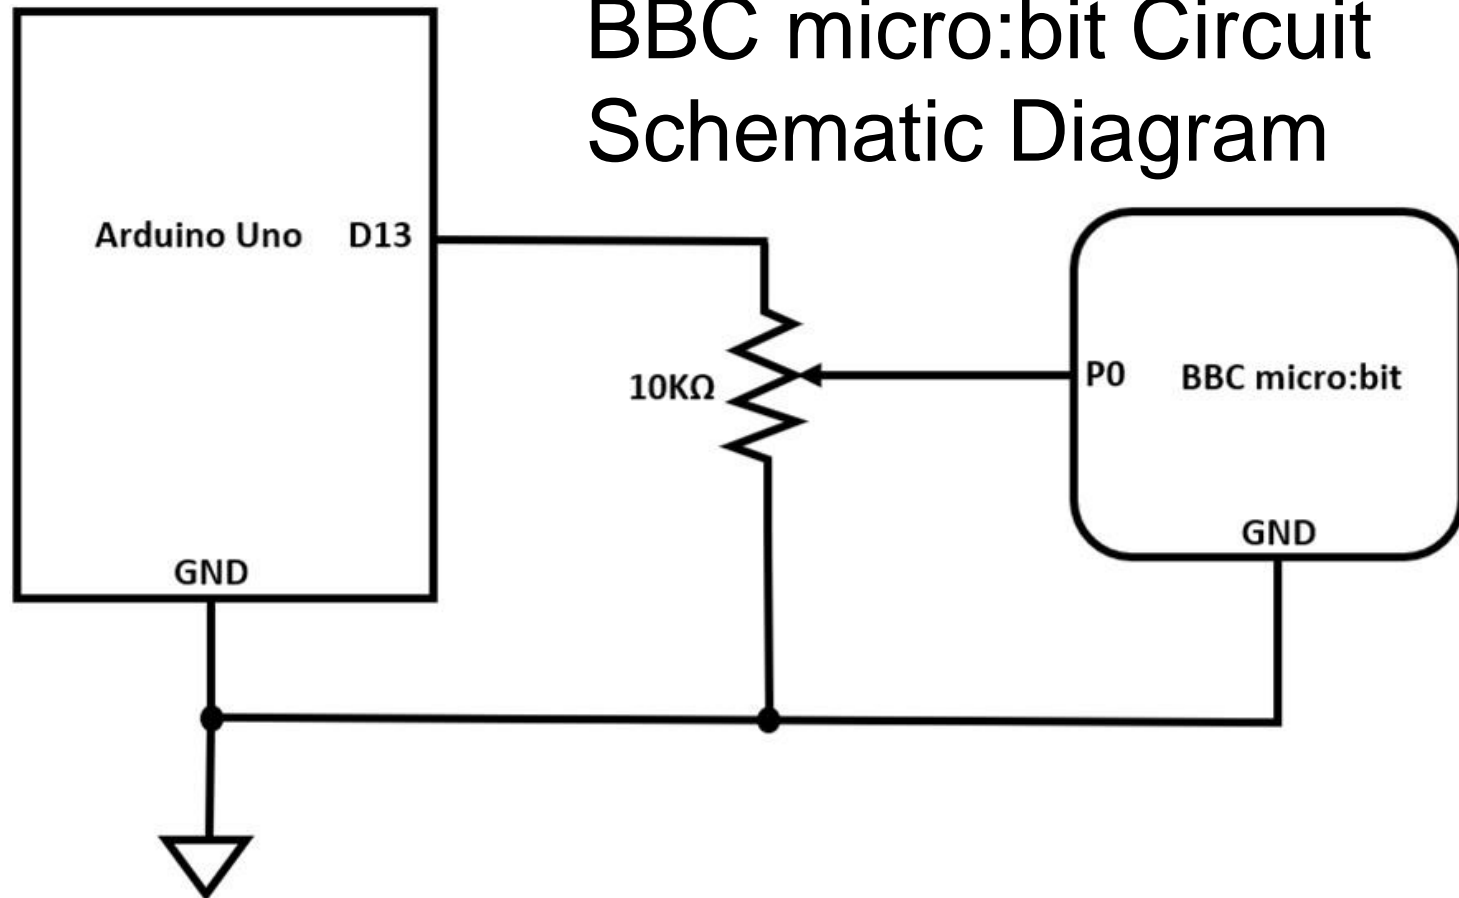 BBC micro:bit Circuit
Schematic Diagram
Arduino Uno D13
10KΩ
P0 BBC micro:bit
GND
GND